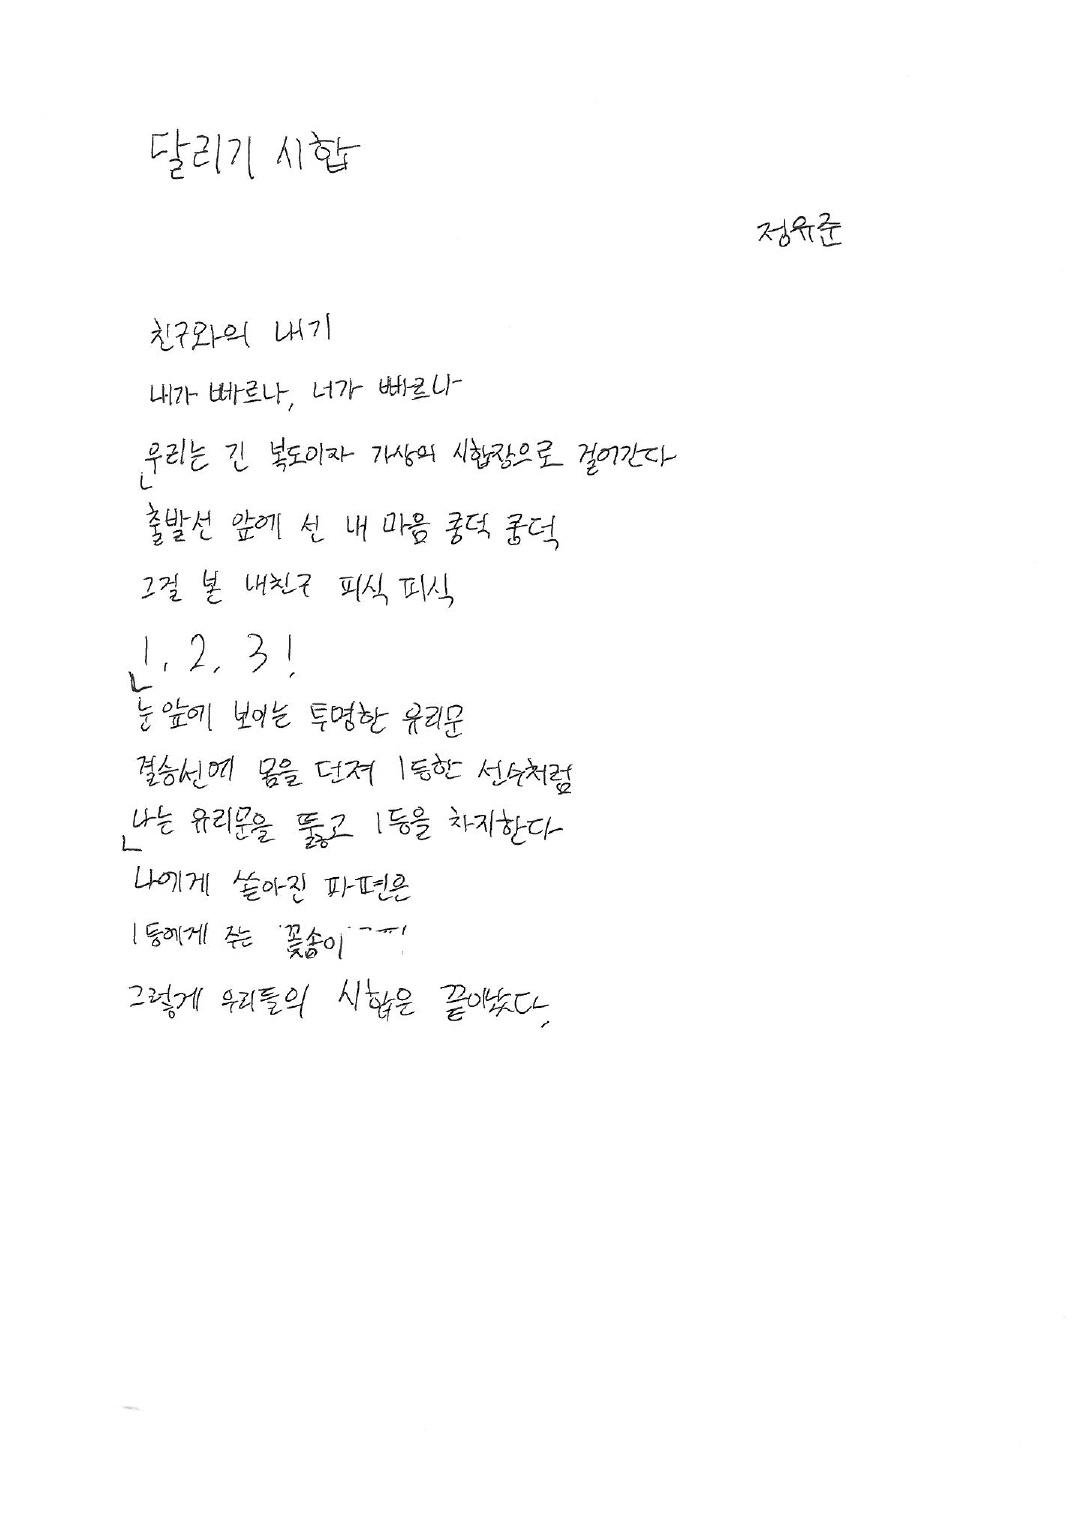 달리기 시합
정유준
친구와의 내기
내가 빠르나, 너가 빠르나
우리는 긴 복도이자 가상의 시합장으로 걸어간다
출발선 앞에 선 내 마음 쿵덕 쿵덕
그걸 본 내친구 피식 피식
1, 2, 3!
눈앞에 보이는 투명한 유리문
결승선에 몸을 던져 1등한 선수처럼
나는 유리문을 뚫고 1등을 차지한다
나에게 쏟아진 파편은
1등에게 주는 꽃송이
그렇게 우리들의 시합은 끝이났다.